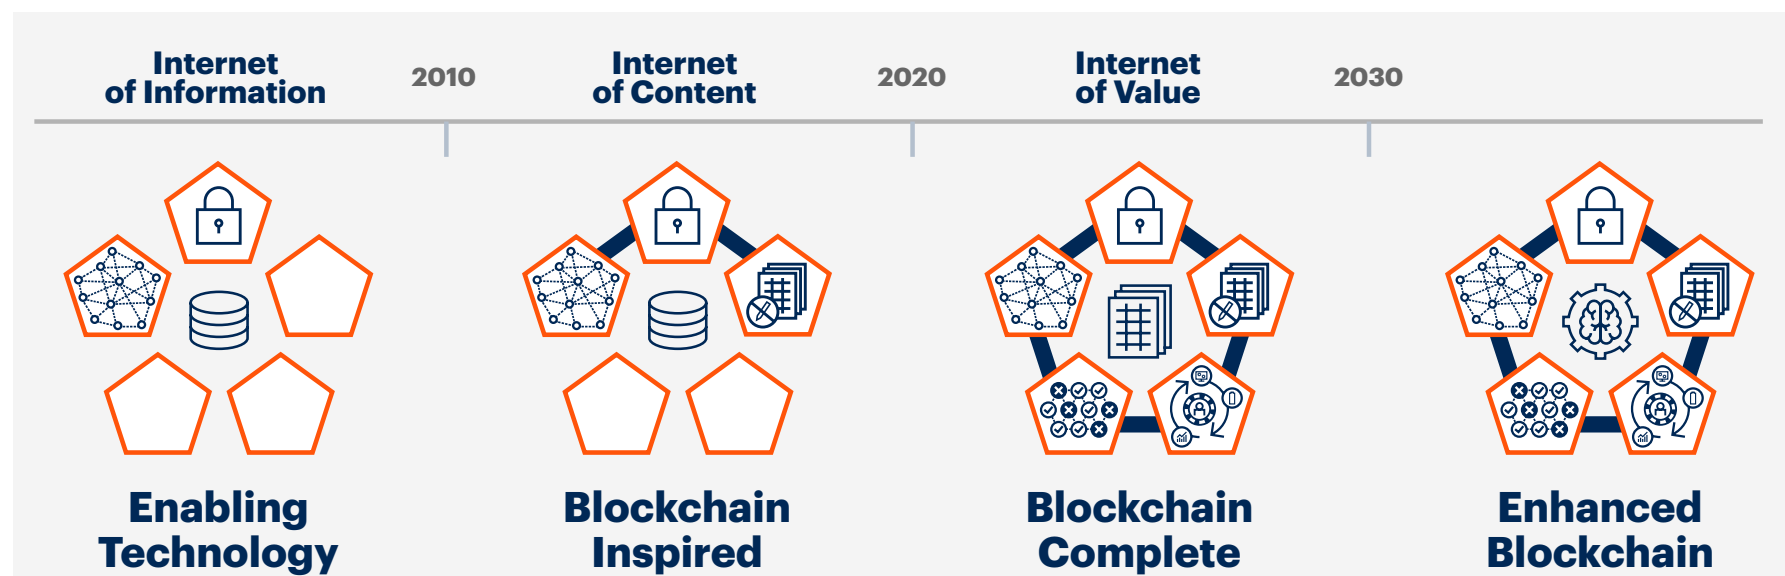 Internet
of Information
2010
Internet
of Content
2020
Internet
of Value
2030
Enabling
Technology
Blockchain
Inspired
Blockchain
Complete
Enhanced
Blockchain